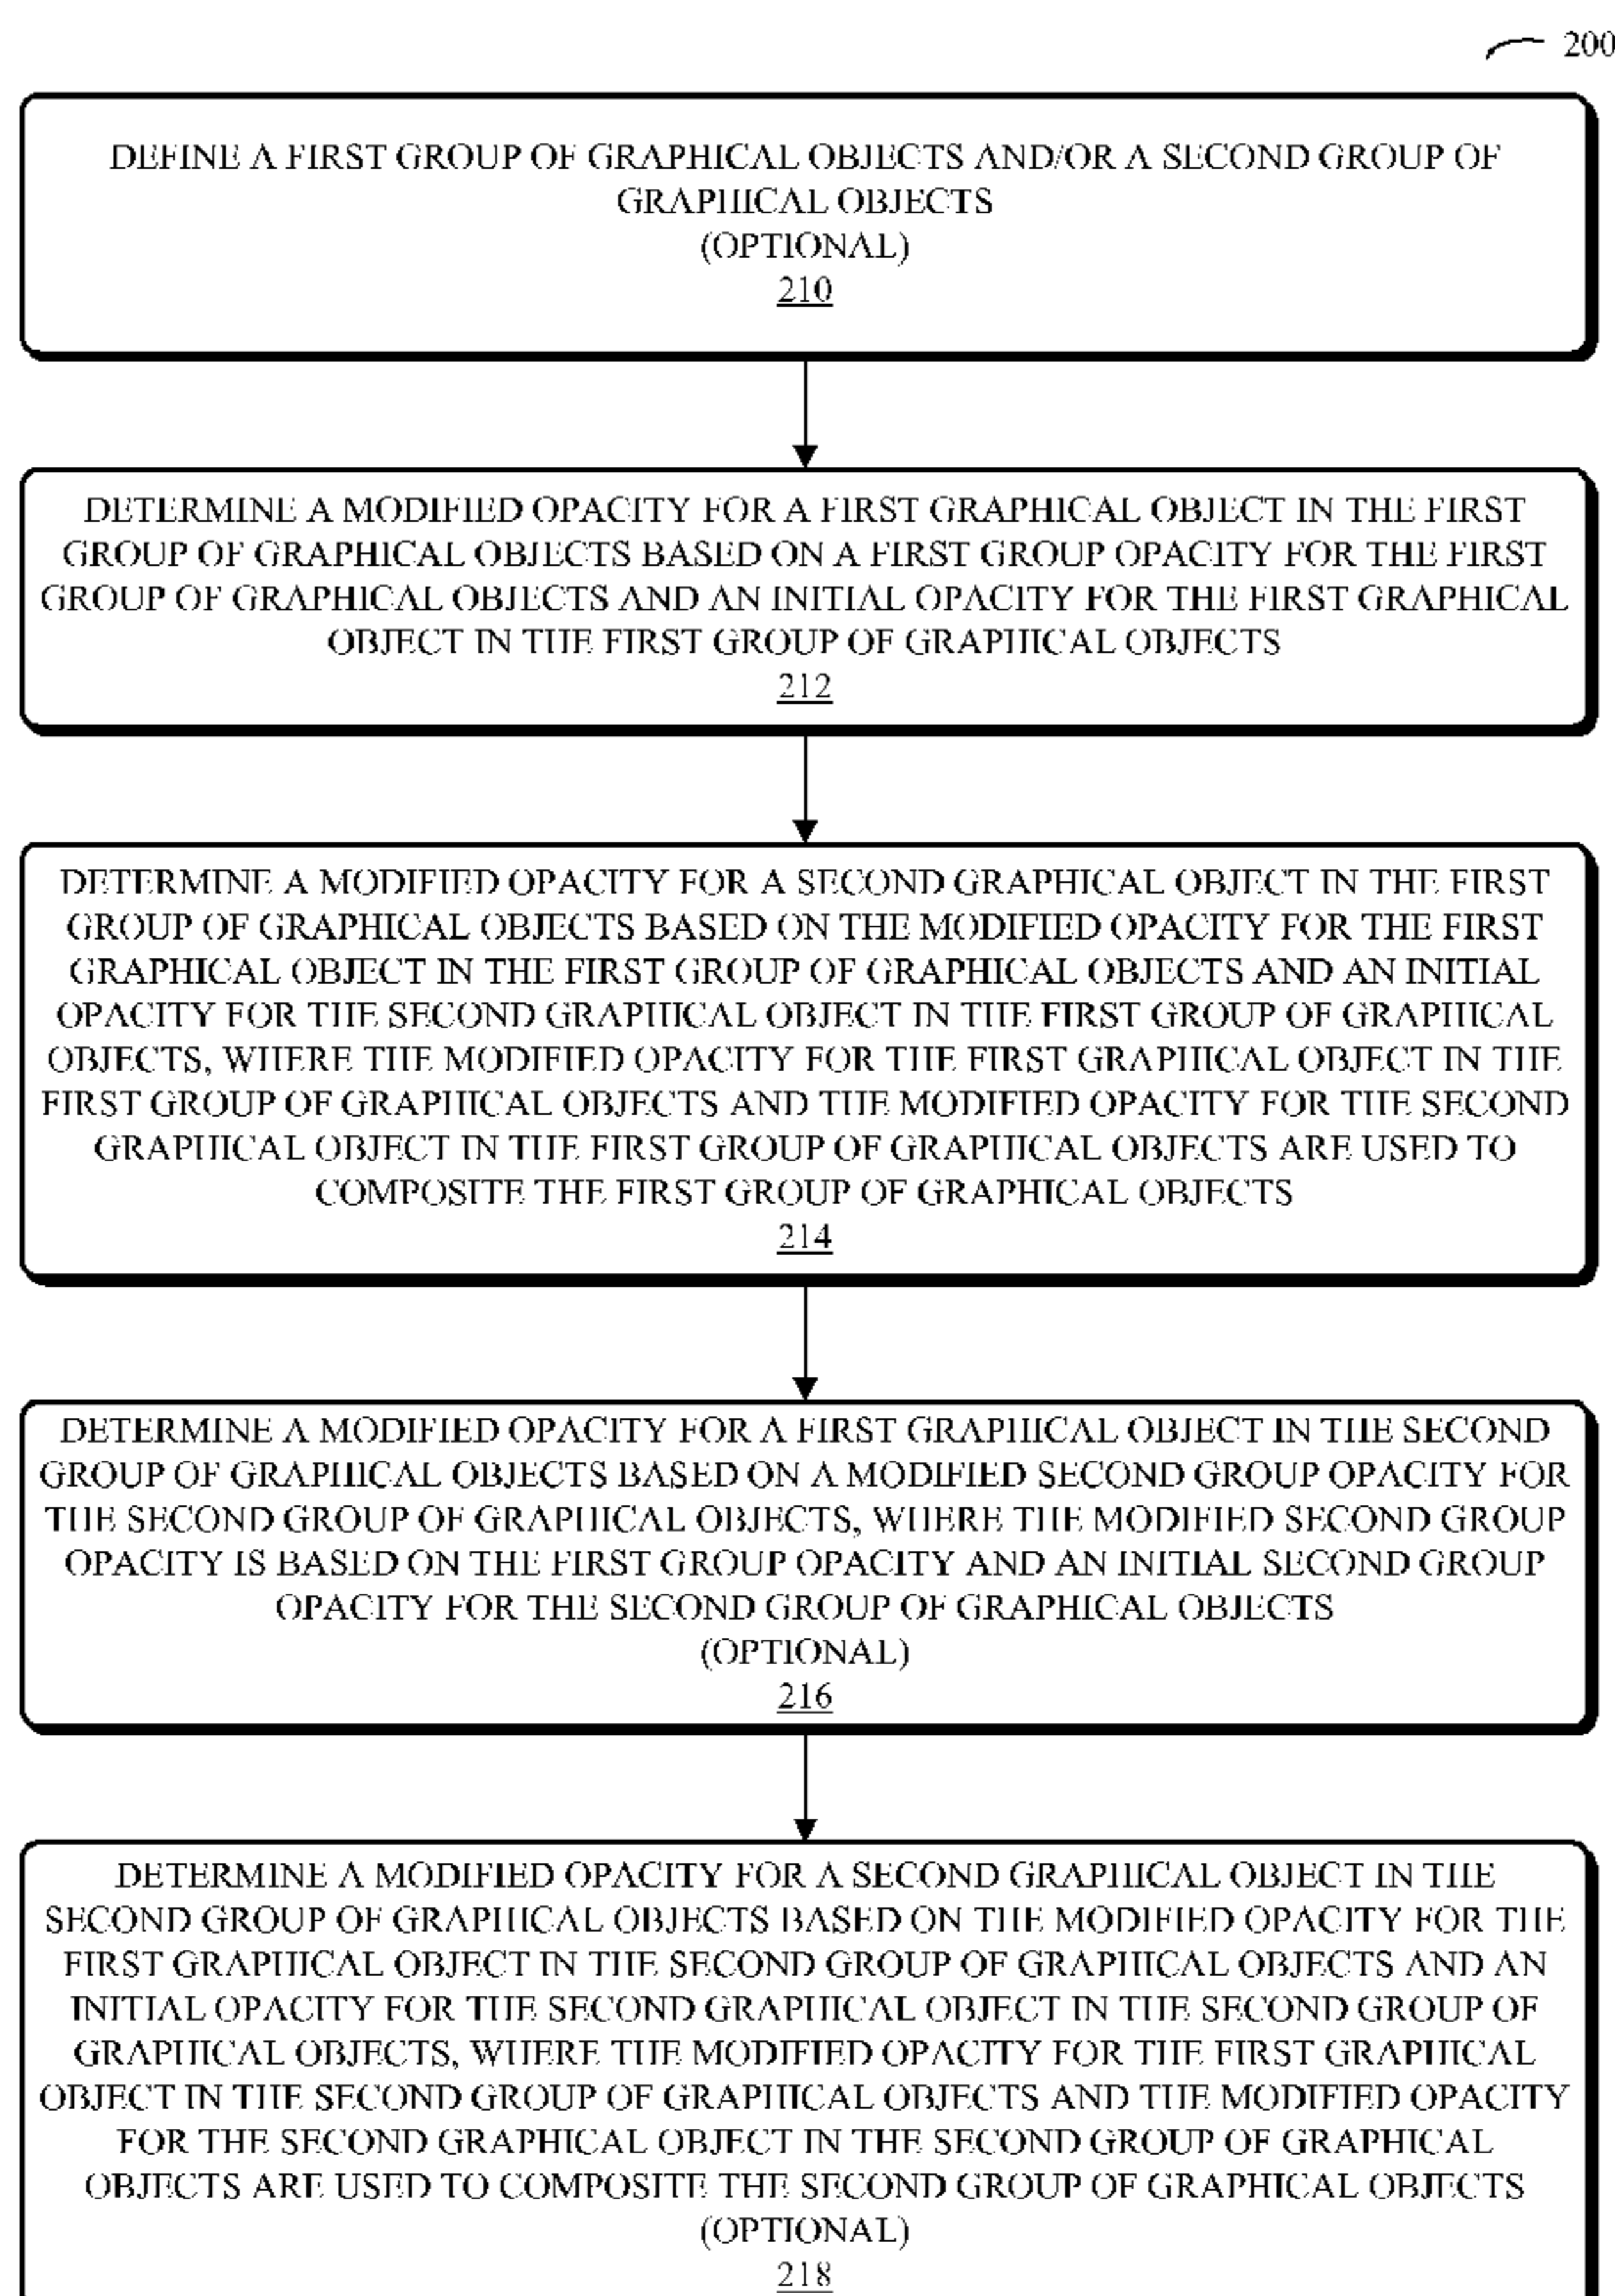 200
DEFINE A FIRST GROUP OF GRAPHICAL OBJECTS AND/OR A SECOND GROUP OF
GRAPHICAL OBJECTS
(OPTIONAL)
210
DETERMINE A MODIFIED OPACITY FOR A FIRST GRAPHICAL OBJECT IN THE FIRST
GROUP OF GRAPHICAL OBJECTS BASED ON A FIRST GROUP OPACITY FOR THE FIRST
GROUP OF GRAPHICAL OBJECTS AND AN INITIAL OPACITY FOR THE FIRST GRAPHICAL
OBJECT IN THE FIRST GROUP OF GRAPHICAL OBJECTS
212
DETERMINE A MODIFIED OPACITY FOR A SECOND GRAPHICAL OBJECT IN THE FIRST
GROUP OF GRAPHICAL OBJECTS BASED ON THE MODIFIED OPACITY FOR THE FIRST
GRAPHICAL OBJECT IN THE FIRST GROUP OF GRAPHICAL OBJECTS AND AN INITIAL
OPACITY FOR THE SECOND GRAPHICAL OBJECT IN THE FIRST GROUP OF GRAPHICAL
OBJECTS, WHERE THE MODIFIED OPACITY FOR THE FIRST GRAPHICAL OBJECT IN THE
FIRST GROUP OF GRAPHICAL OBJECTS AND THE MODIFIED OPACITY FOR THE SECOND
GRAPHICAL OBJECT IN THE FIRST GROUP OF GRAPHICAL OBJECTS ARE USED TO
COMPOSITE THE FIRST GROUP OF GRAPHICAL OBJECTS
214
DETERMINE A MODIFIED OPACITY FOR A FIRST GRAPHICAL OBJECT IN THE SECOND
GROUP OF GRAPHICAL OBJECTS BASED ON A MODIFIED SECOND GROUP OPACITY FOR
THE SECOND GROUP OF GRAPHICAL OBJECTS, WHERE THE MODIFIED SECOND GROUP
OPACITY IS BASED ON THE FIRST GROUP OPACITY AND AN INITIAL SECOND GROUP
OPACITY FOR THE SECOND GROUP OF GRAPHICAL OBJECTS
(OPTIONAL)
216
DETERMINE A MODIFIED OPACITY FOR A SECOND GRAPHICAL OBJECT IN THE
SECOND GROUP OF GRAPHICAL OBJECTS BASED ON THE MODIFIED OPACITY FOR THE
FIRST GRAPHICAL OBJECT IN THE SECOND GROUP OF GRAPHICAL OBJECTS AND AN
INITIAL OPACITY FOR THE SECOND GRAPHICAL OBJECT IN THE SECOND GROUP OF
GRAPHICAL OBJECTS, WHERE THE MODIFIED OPACITY FOR THE FIRST GRAPHICAL
OBJECT IN THE SECOND GROUP OF GRAPHICAL OBJECTS AND THE MODIFIED OPACITY
FOR THE SECOND GRAPHICAL OBJECT IN THE SECOND GROUP OF GRAPHICAL
OBJECTS ARE USED TO COMPOSITE THE SECOND GROUP OF GRAPHICAL OBJECTS
(OPTIONAL)
218